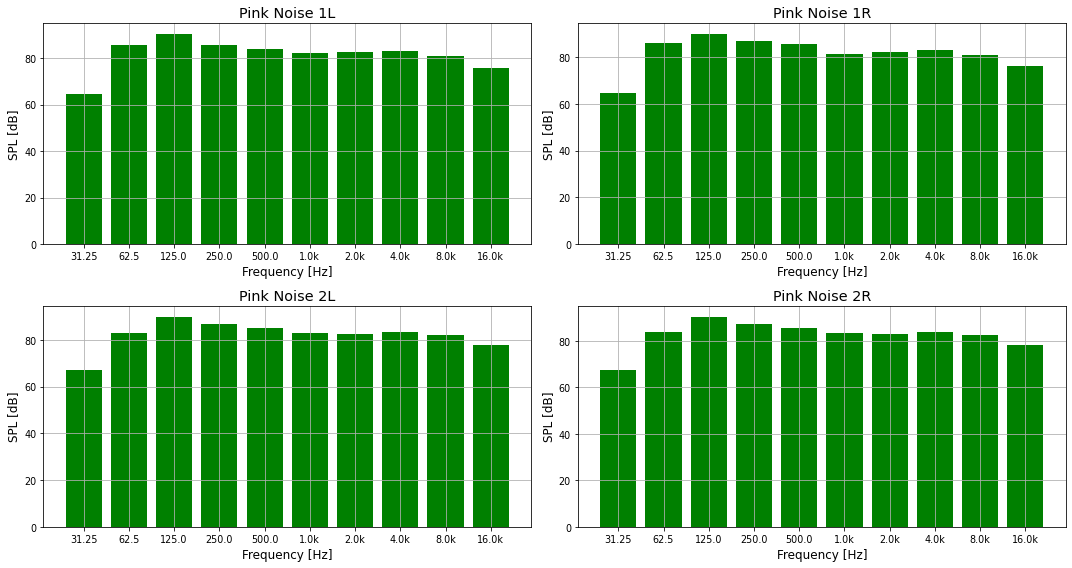 Pink Noise 1L
SPL [dB]
80
60
40
20
0
31.25 62.5 125.0 250.0 500.0 1.0k 2.0k 4.0k 8.0k 16.0k
Frequency [Hz]
Pink Noise 1R
SPL [dB]
80
60
40
20
0
31.25 62.5 125.0 250.0 500.0 1.0k 2.0k 4.0k 8.0k 16.0k
Frequency [Hz]
Pink Noise 2L
SPL [dB]
80
60
40
20
0
31.25 62.5 125.0 250.0 500.0 1.0k 2.0k 4.0k 8.0k 16.0k
Frequency [Hz]
Pink Noise 2R
SPL [dB]
80
60
40
20
0
31.25 62.5 125.0 250.0 500.0 1.0k 2.0k 4.0k 8.0k 16.0k
Frequency [Hz]